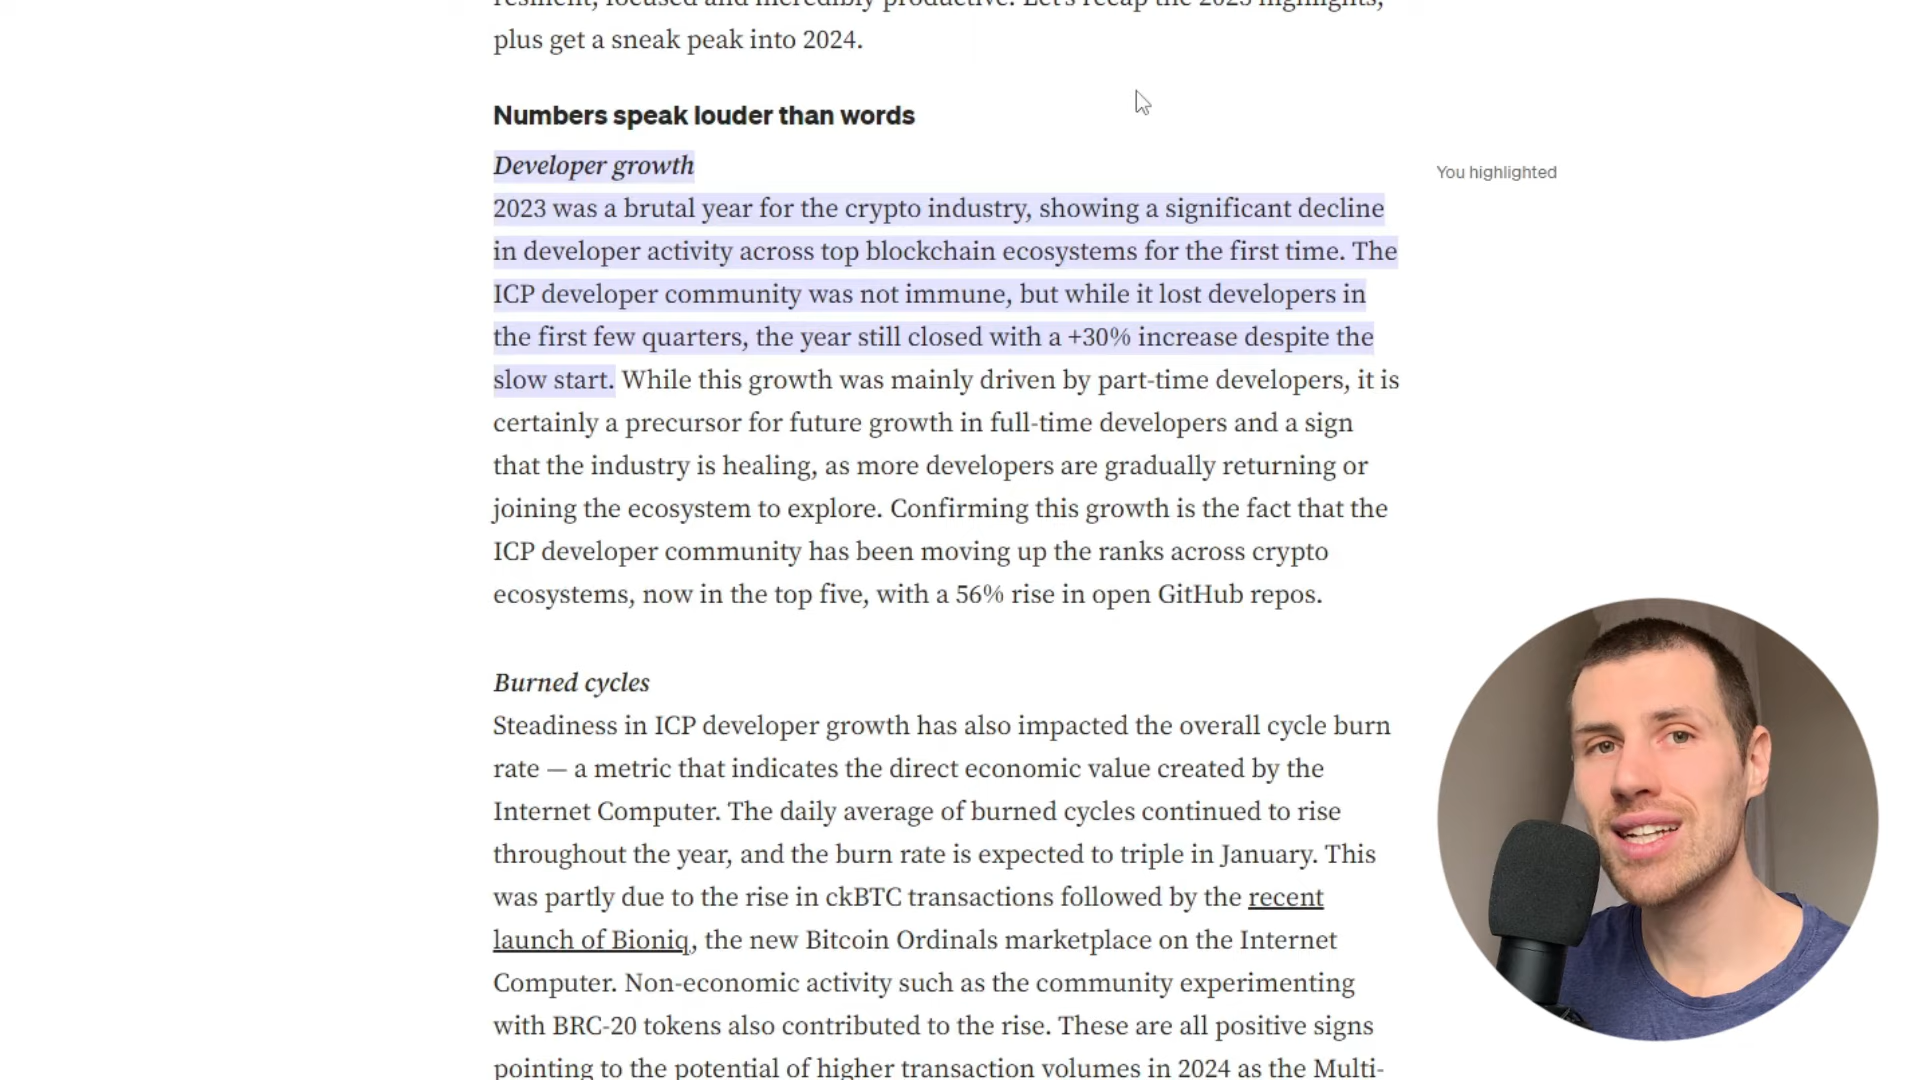 resilient, focused and incredibly productive. Let's recap the 2023 highlights,
plus get a sneak peak into 2024.
Numbers speak louder than words
Developer growth
You highlighted
2023 was a brutal year for the crypto industry, showing a significant decline
in developer activity across top blockchain ecosystems for the first time. The
ICP developer community was not immune, but while it lost developers in
the first few quarters, the year still closed with a +30% increase despite the
slow start. While this growth was mainly driven by part-time developers, it is
certainly a precursor for future growth in full-time developers and a sign
that the industry is healing, as more developers are gradually returning or
joining the ecosystem to explore. Confirming this growth is the fact that the
ICP developer community has been moving up the ranks across crypto
ecosystems, now in the top five, with a 56% rise in open GitHub repos.
Burned cycles
Steadiness in ICP developer growth has also impacted the overall cycle burn
rate — a metric that indicates the direct economic value created by the
Internet Computer. The daily average of burned cycles continued to rise
throughout the year, and the burn rate is expected to triple in January. This
was partly due to the rise in ckBTC transactions followed by the recent
launch of Bioniq, the new Bitcoin Ordinals marketplace on the Internet
Computer. Non-economic activity such as the community experimenting
with BRC-20 tokens also contributed to the rise. These are all positive signs
pointing to the potential of higher transaction volumes in 2024 as the Multi-